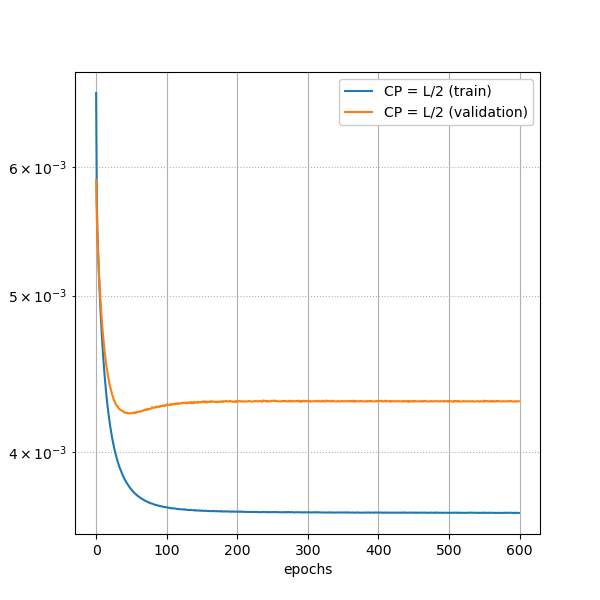 CP = L/2 (train)
CP = L/2 (validation)
6 × 10⁻³
5 × 10⁻³
4 × 10⁻³
0 100 200 300 400 500 600
epochs